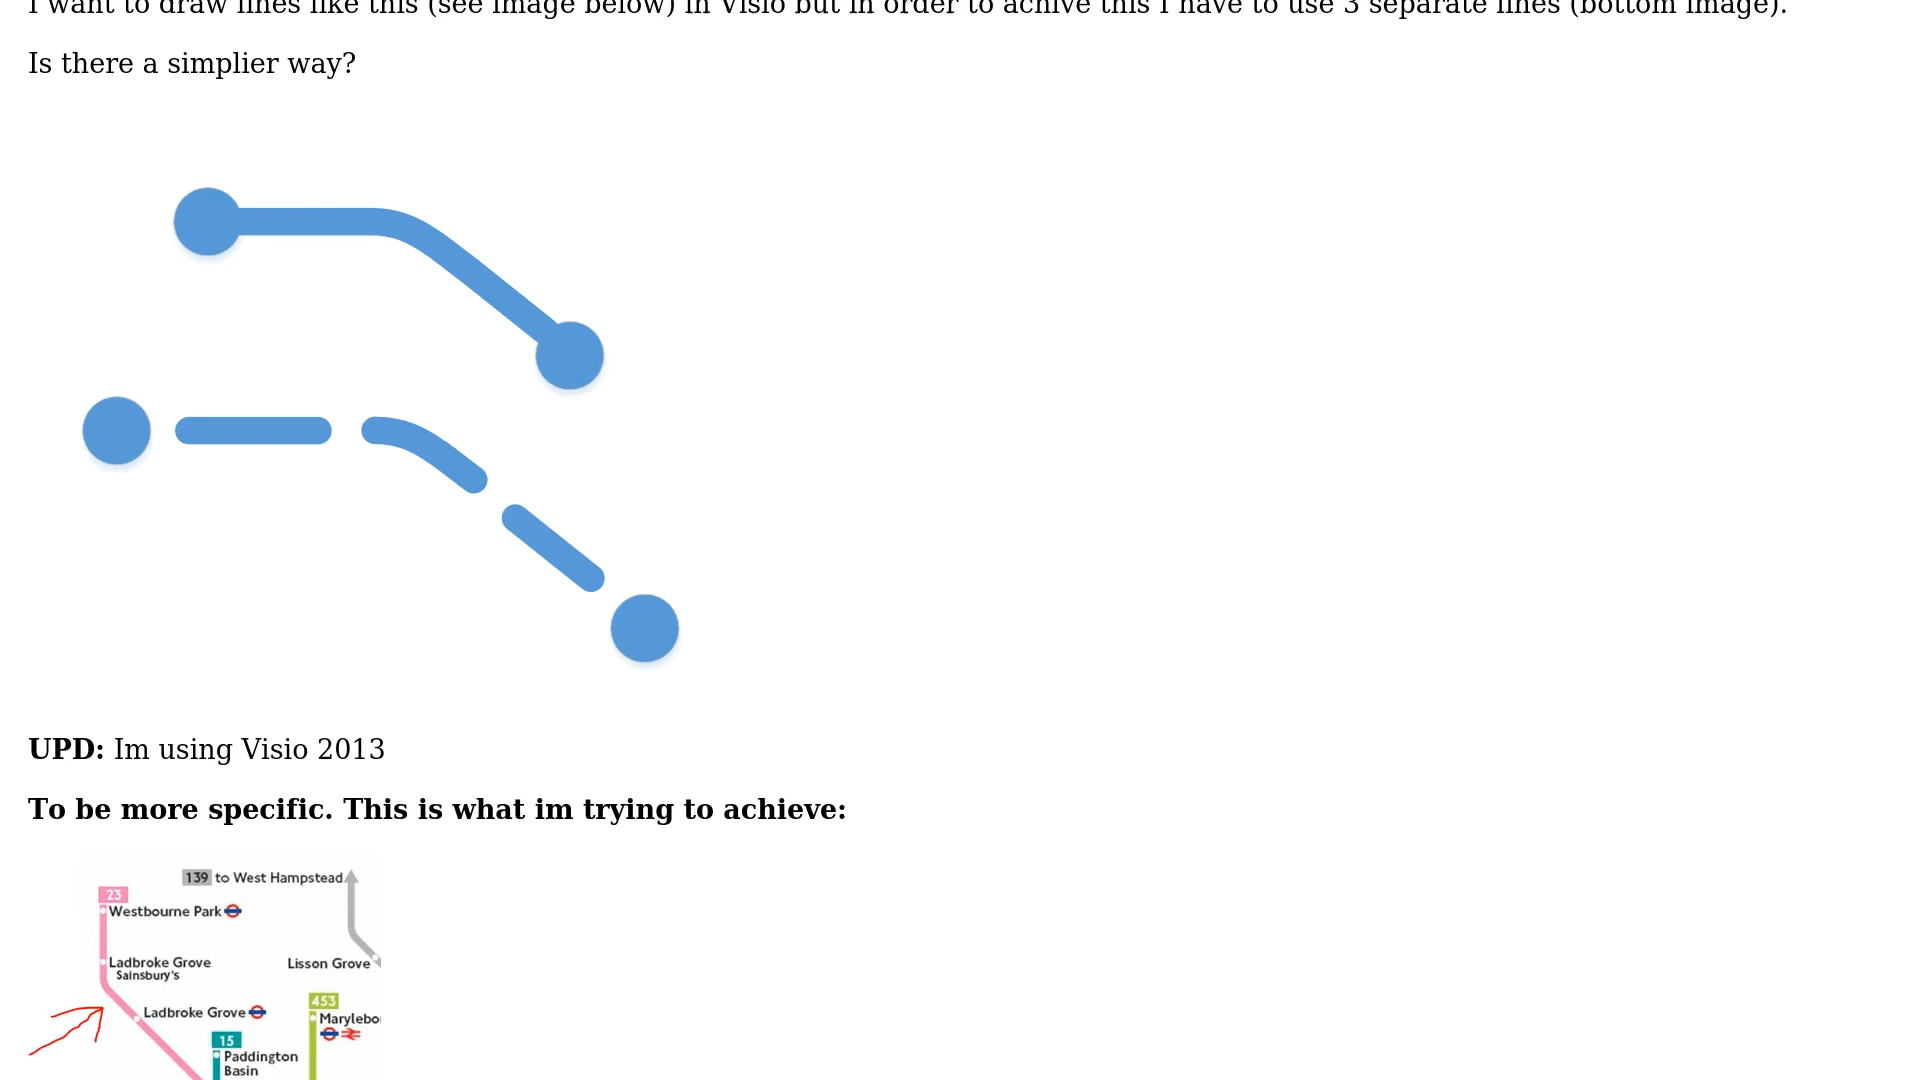 I want to draw lines like this (see image below) in Visio but in order to achive this I have to use 3 separate lines (bottom image).
Is there a simplier way?
UPD: Im using Visio 2013
To be more specific. This is what im trying to achieve:
139 to West Hampstead
23
Westbourne Park
Ladbroke Grove
Sainsbury's
Lisson Grove
453
Ladbroke Grove
Marylebo
15
Paddington
Basin